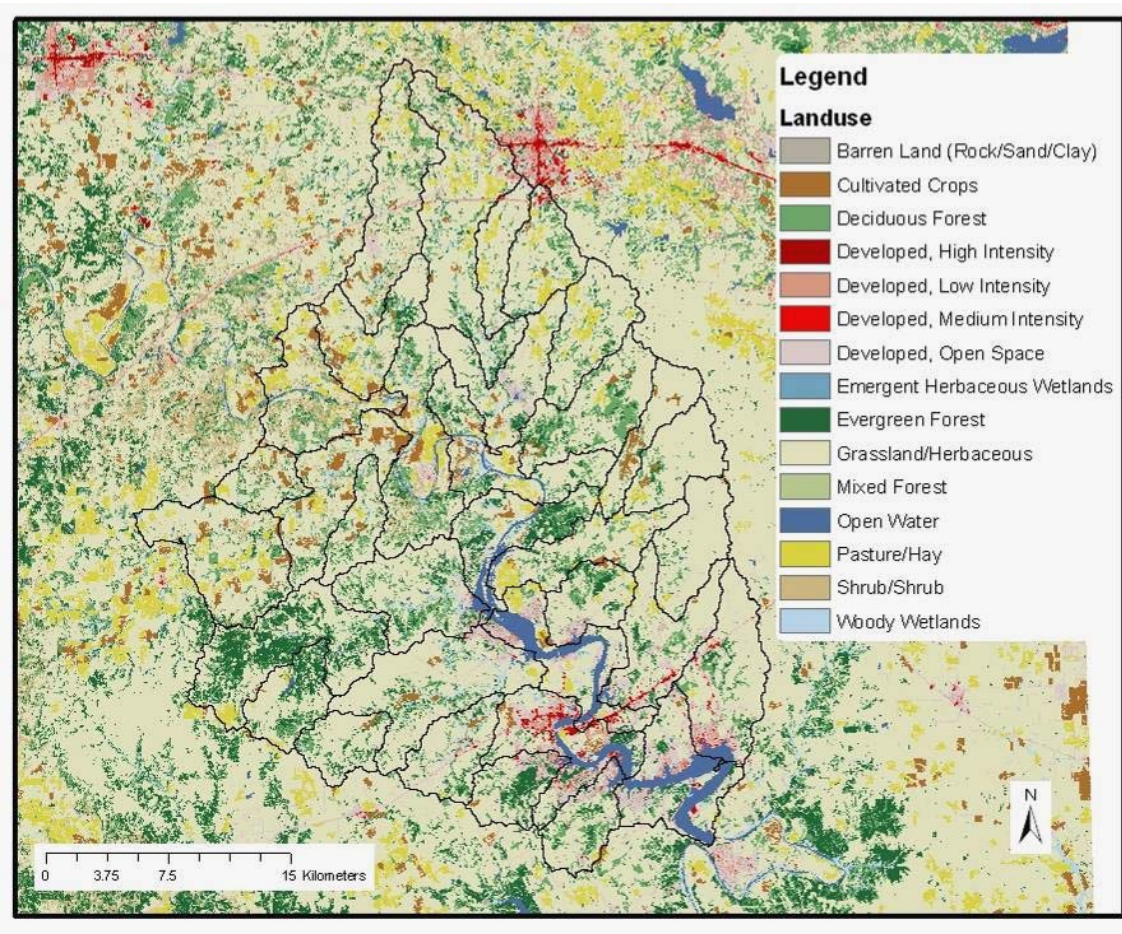 Legend
Landuse
Barren Land (Rock/Sand/Clay)
Cultivated Crops
Deciduous Forest
Developed, High Intensity
Developed, Low Intensity
Developed, Medium Intensity
Developed, Open Space
Emergent Herbaceous Wetlands
Evergreen Forest
Grassland/Herbaceous
Mixed Forest
Open Water
Pasture/Hay
Shrub/Shrub
Woody Wetlands
N
0 3.75 7.5 15 Kilometers